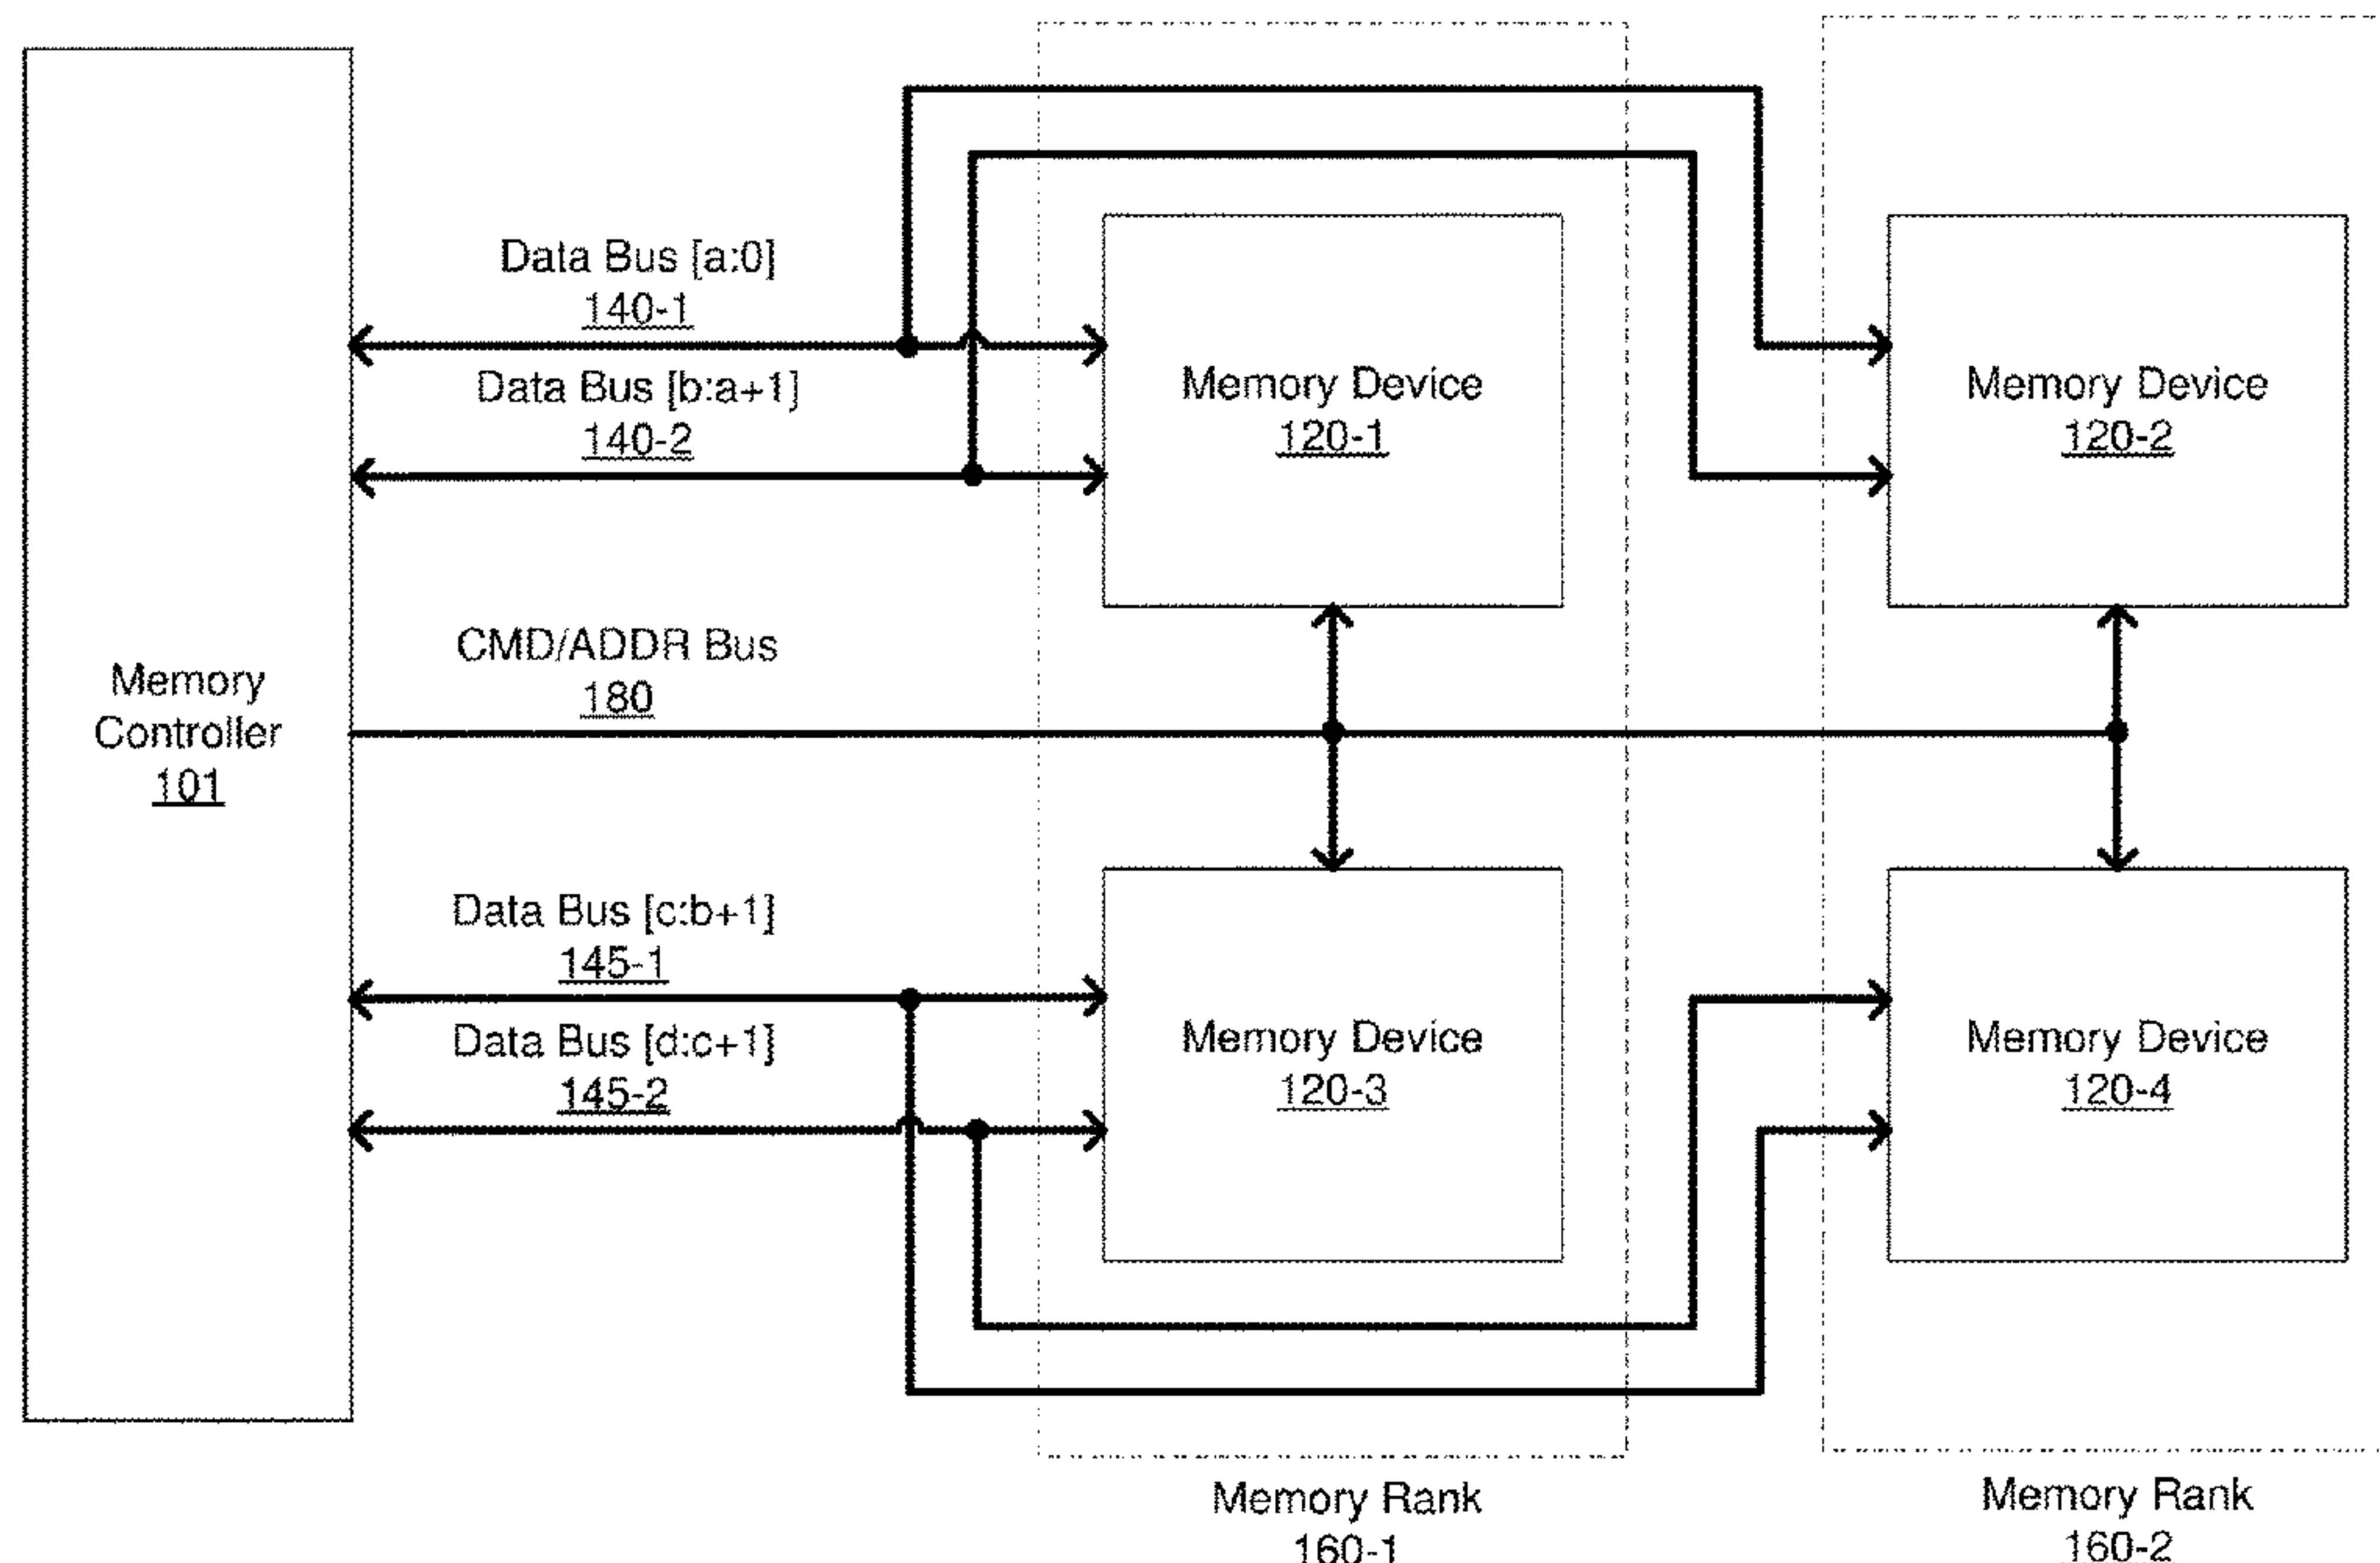 Data Bus [a:0]
140-1
Data Bus [b:a+1]
140-2
Memory Device
120-1
Memory Device
120-2
CMD/ADDR Bus
180
Memory
Controller
101
Data Bus [c:b+1]
145-1
Data Bus [d:c+1]
145-2
Memory Device
120-3
Memory Device
120-4
Memory Rank
160-1
Memory Rank
160-2